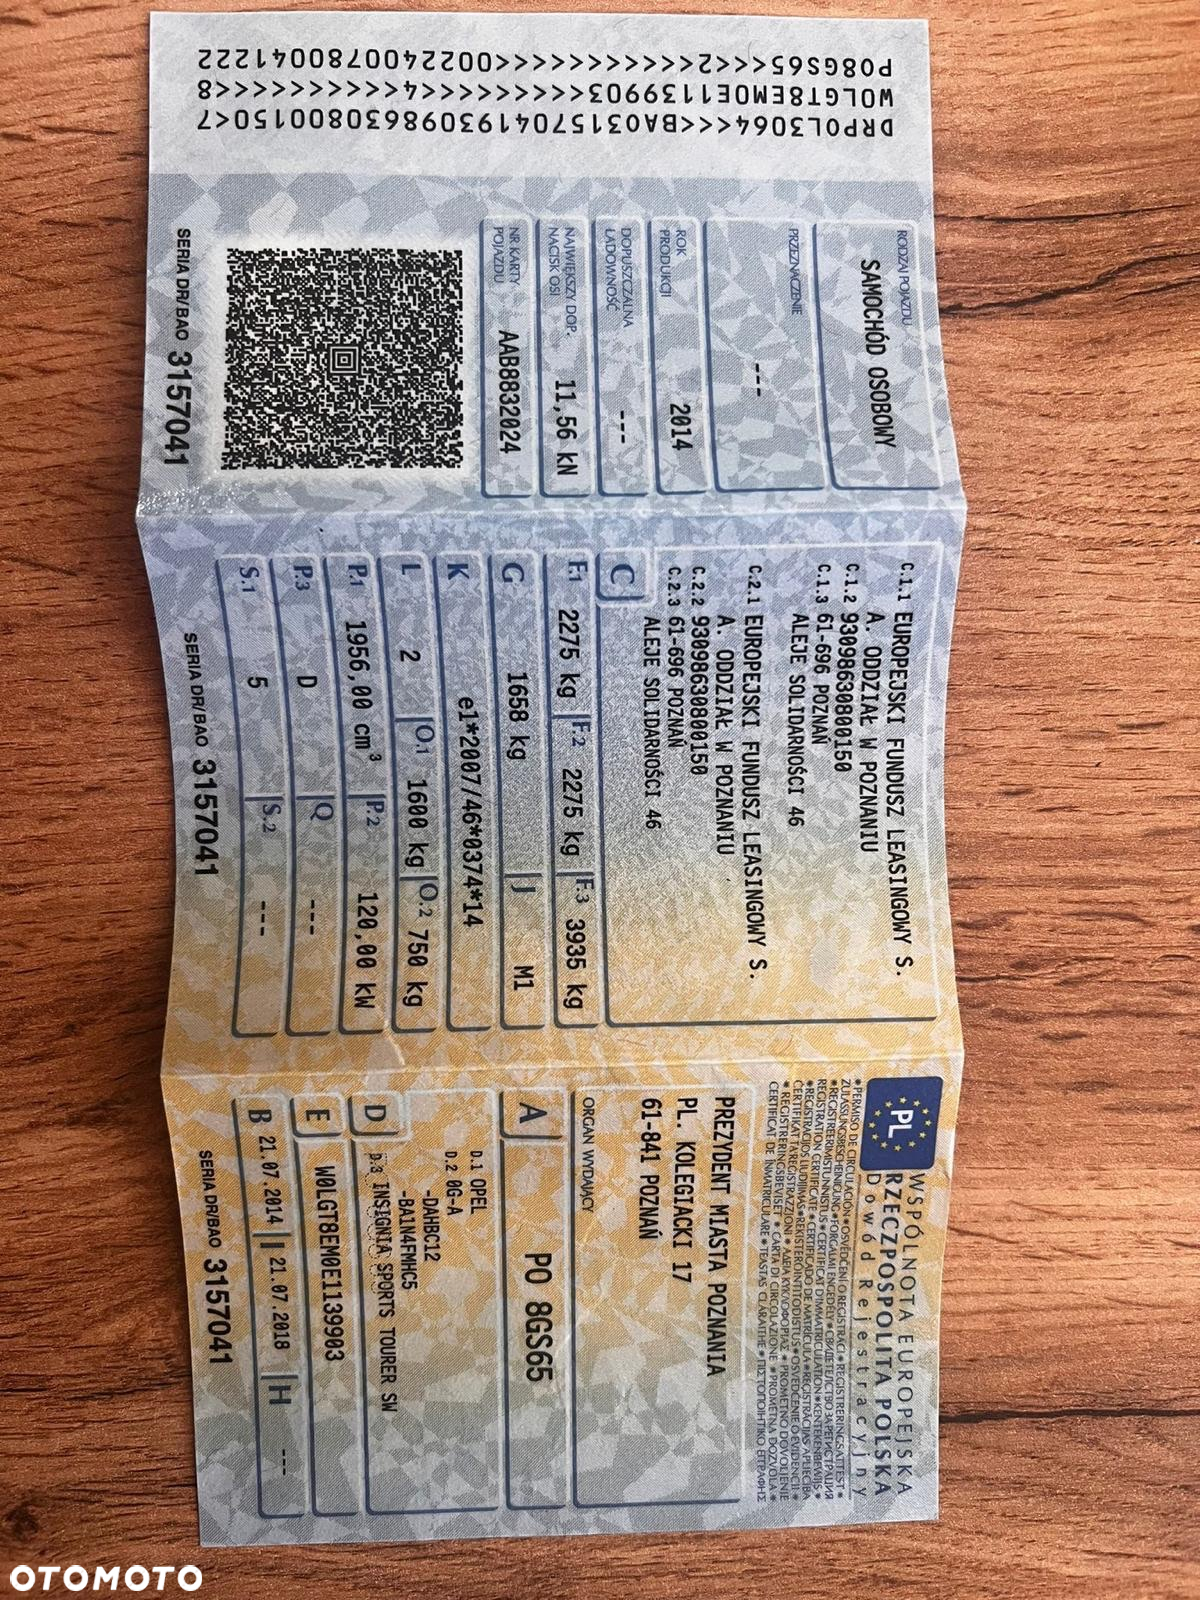 WSPÓLNOTA EUROPEJSKA
RZECZPOSPOLITA POLSKA
Dowód Rejestracyjny
PL
ORGAN WYDAJĄCY
PREZYDENT MIASTA POZNANIA
PL. KOLEGIACKI 17
61-841 POZNAŃ
A PO 8GS65
D.1 OPEL
D.2 0G-A
-DAHBC12
-BA1N4FMHC5
D D.3 INSIGNIA SPORTS TOURER SW
E W0LGT8EM0E1139903
B 21.07.2014 I 21.07.2018 H ---
SERIA DR/BAO 3157041
C.1.1 EUROPEJSKI FUNDUSZ LEASINGOWY S.
A. ODDZIAŁ W POZNANIU
C.1.2 93098630800150
C.1.3 61-696 POZNAŃ
ALEJE SOLIDARNOŚCI 46
C.2.1 EUROPEJSKI FUNDUSZ LEASINGOWY S.
A. ODDZIAŁ W POZNANIU
C.2.2 93098630800150
C.2.3 61-696 POZNAŃ
ALEJE SOLIDARNOŚCI 46
C
F.1 2275 kg F.2 2275 kg F.3 3935 kg
G 1658 kg J M1
K e1*2007/46*0374*14
L 2 O.1 1600 kg O.2 750 kg
P.1 1956,00 cm³ P.2 120,00 kW
P.3 D Q ---
S.1 5 S.2 ---
SERIA DR/BAO 3157041
RODZAJ POJAZDU
SAMOCHÓD OSOBOWY
PRZEZNACZENIE
---
ROK PRODUKCJI 2014
DOPUSZCZALNA ŁADOWNOŚĆ ---
NAJWIĘKSZY DOP. NACISK OSI 11,56 kN
NR KARTY POJAZDU AAB8832024
SERIA DR/BAO 3157041
DRPOL3064<<<BAO315704193098630800150<7
W0LGT8EM0E1139903<<<<<<<4<<<<<<<<<<<<8
PO8GS65<<<2<<<<<<<<<<<0022400780041222
OTOMOTO